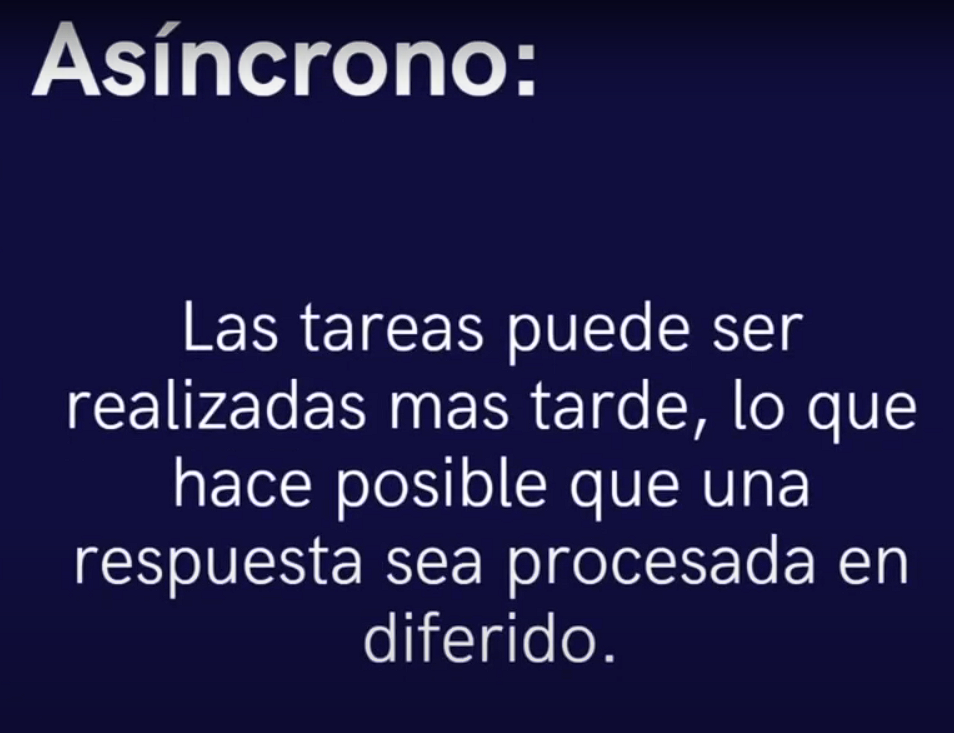 Asíncrono:
Las tareas puede ser
realizadas mas tarde, lo que
hace posible que una
respuesta sea procesada en
diferido.